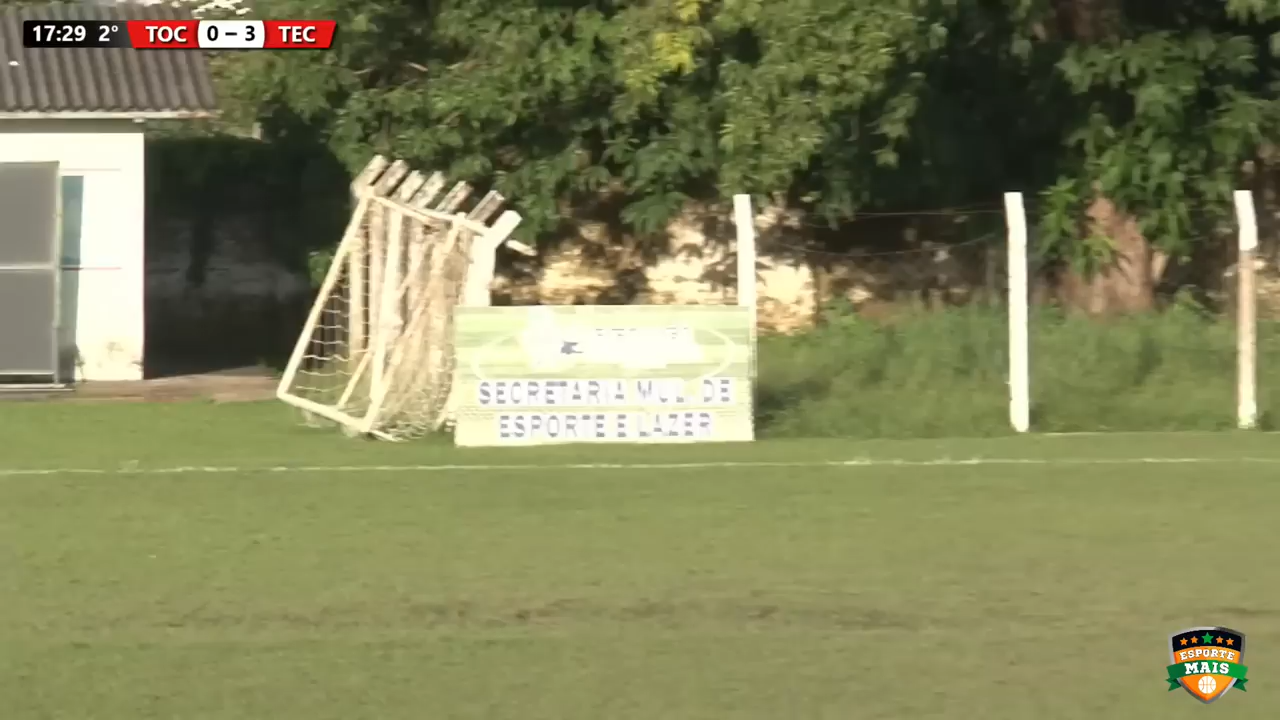 17:29 2° TOC 0 – 3 TEC
SECRETARIA MUL. DE
ESPORTE E LAZER
ESPORTE
MAIS